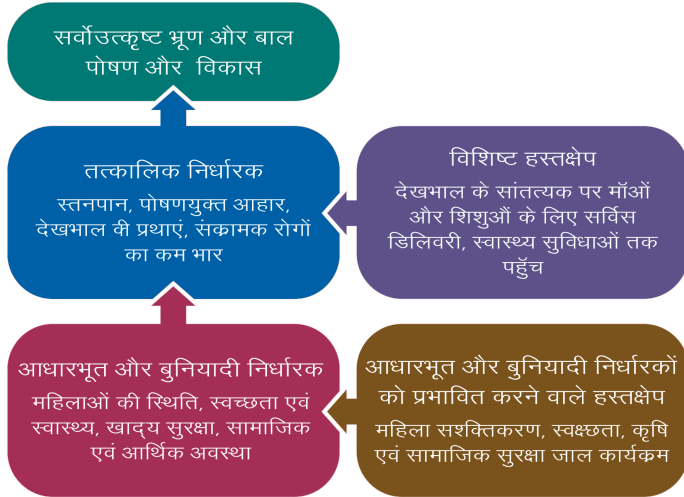 सर्वोउत्कृष्ट भ्रूण और बाल
पोषण और विकास
तत्कालिक निर्धारक
स्तनपान, पोषणयुक्त आहार,
देखभाल की प्रथाएं, संक्रामक रोगों
का कम भार
विशिष्ट हस्तक्षेप
देखभाल के सांतत्यक पर मॉओं
और शिशुऔं के लिए सर्विस
डिलिवरी, स्वास्थ्य सुविधाओं तक
पहुॅच
आधारभूत और बुनियादी निर्धारक
महिलाओं की स्थिति, स्वच्छता एवं
स्वास्थ्य, खाद्य सुरक्षा, सामाजिक
एवं आर्थिक अवस्था
आधारभूत और बुनियादी निर्धारकों
को प्रभावित करने वाले हस्तक्षेप
महिला सशक्तिकरण, स्वक्ष्छता, कृषि
एवं सामाजिक सुरक्षा जाल कार्यक्रम